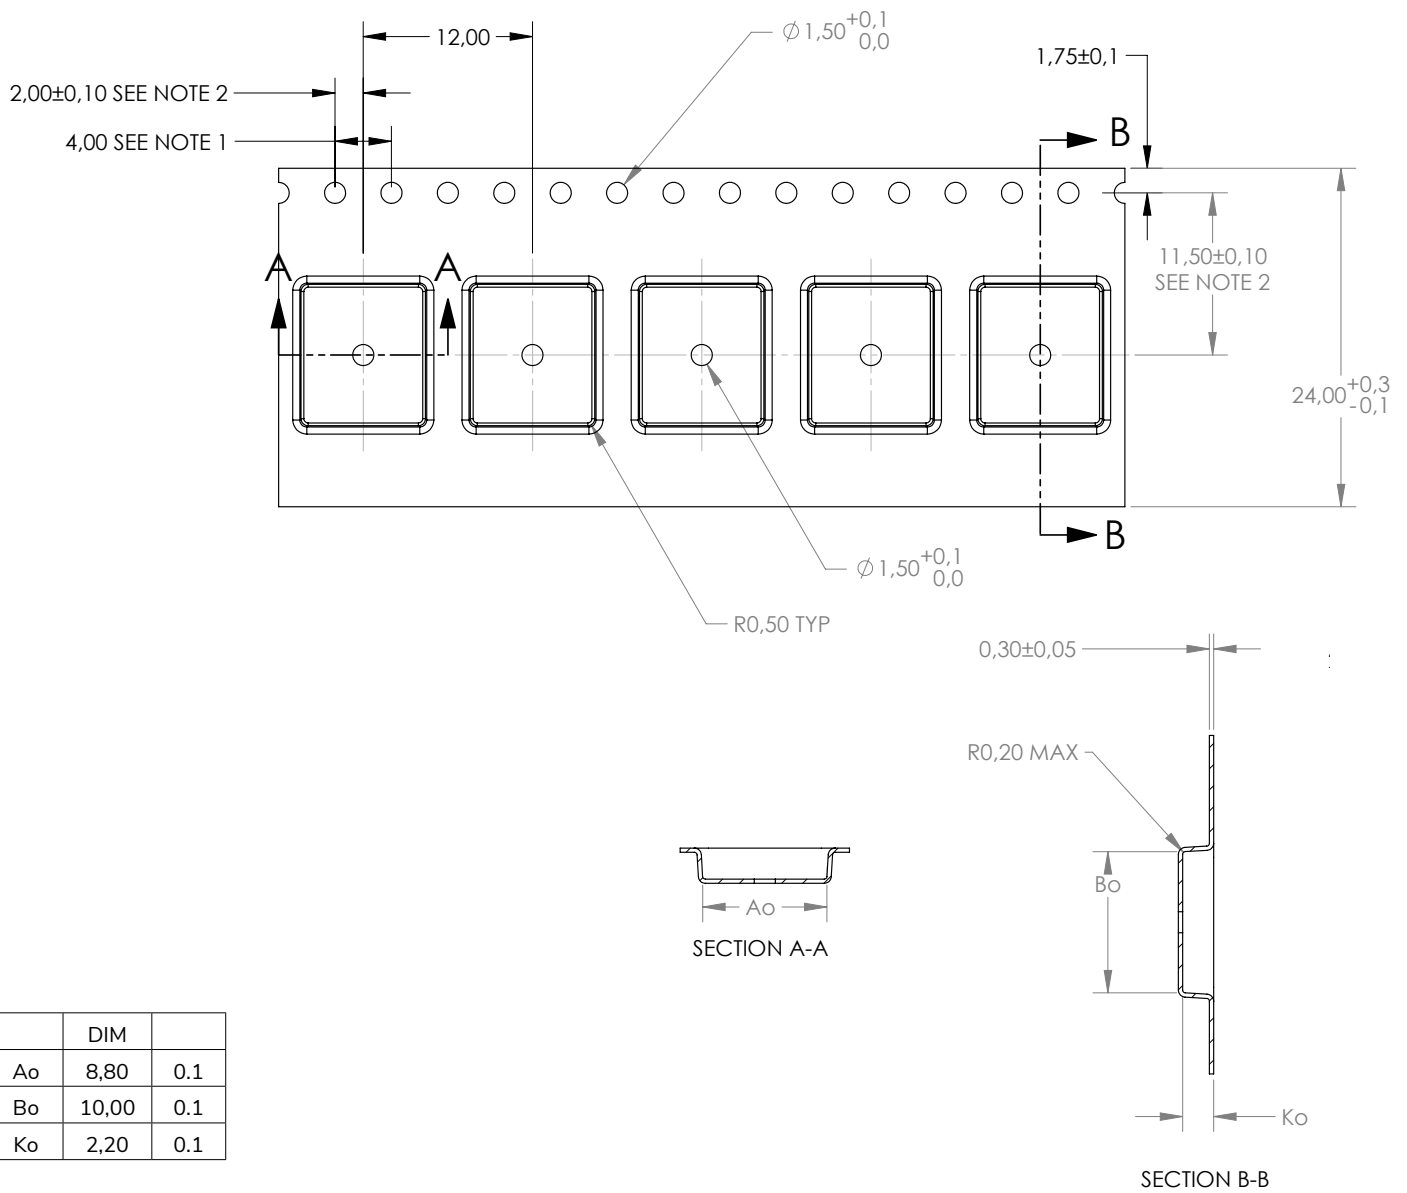 12,00
⌀1,50 +0,1
0,0
1,75±0,1
2,00±0,10 SEE NOTE 2
4,00 SEE NOTE 1
B
A
A
11,50±0,10
SEE NOTE 2
24,00 +0,3
-0,1
B
⌀1,50 +0,1
0,0
R0,50 TYP
0,30±0,05
R0,20 MAX
Bo
Ao
SECTION A-A
DIM
Ao 8,80 0.1
Bo 10,00 0.1
Ko 2,20 0.1
Ko
SECTION B-B